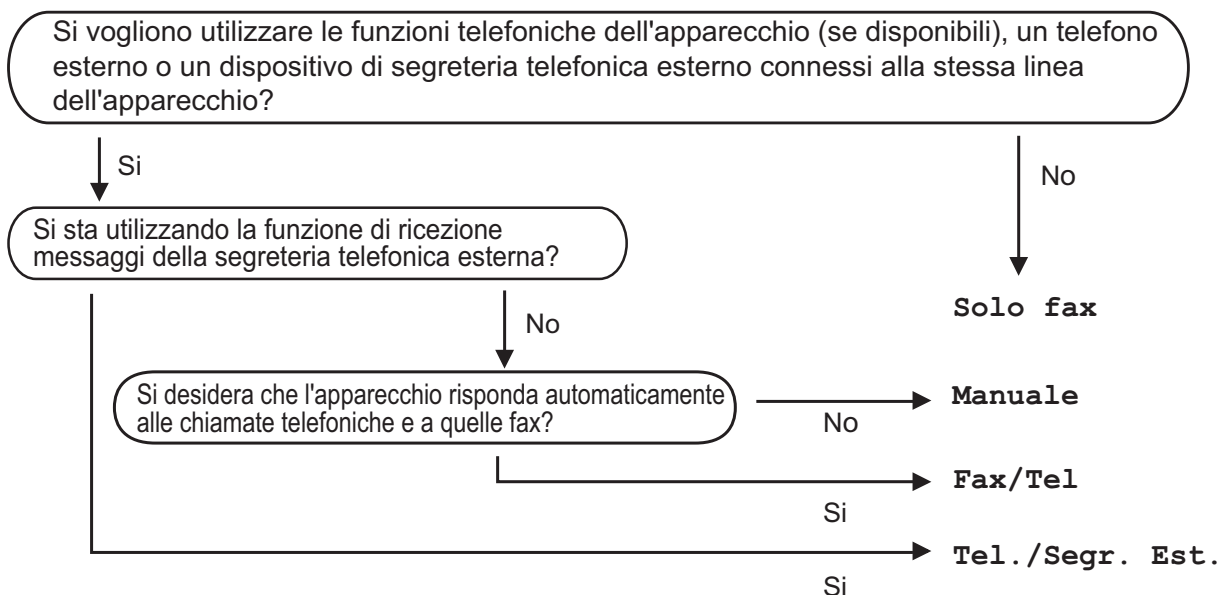 Si vogliono utilizzare le funzioni telefoniche dell'apparecchio (se disponibili), un telefono
esterno o un dispositivo di segreteria telefonica esterno connessi alla stessa linea
dell'apparecchio?
Si
No
Si sta utilizzando la funzione di ricezione
messaggi della segreteria telefonica esterna?
Solo fax
No
Si desidera che l'apparecchio risponda automaticamente
alle chiamate telefoniche e a quelle fax?
No
Manuale
Fax/Tel
Si
Tel./Segr. Est.
Si